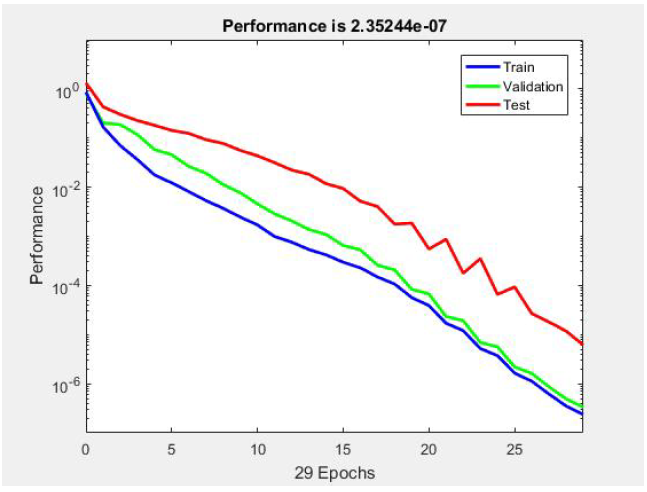 Performance is 2.35244e-07
Train
Validation
Test
10^0
10^-2
10^-4
10^-6
Performance
0 5 10 15 20 25
29 Epochs